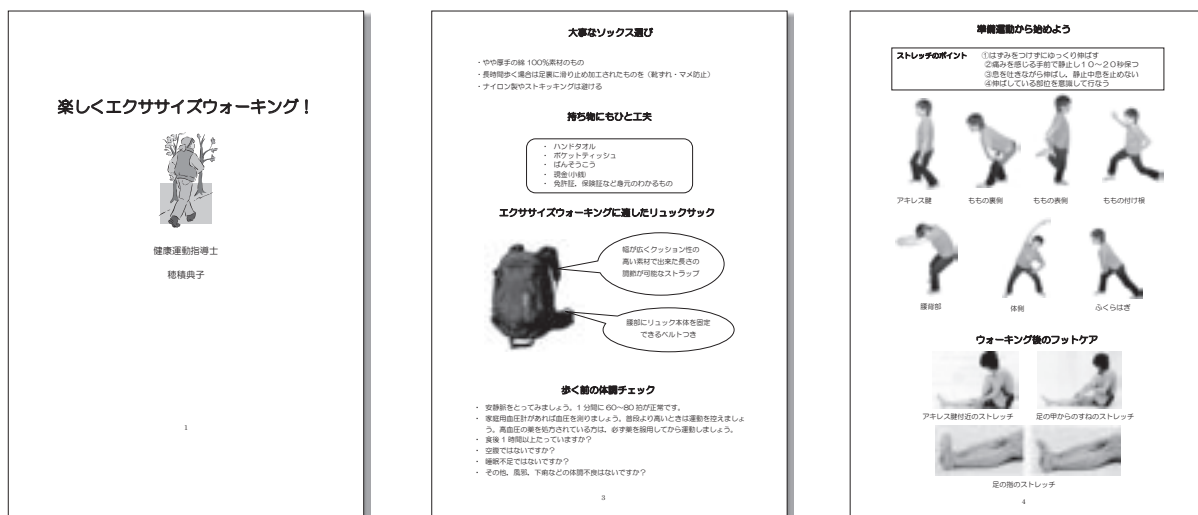 楽しくエクササイズウォーキング！
健康運動指導士
穂積典子
1
大事なソックス選び
・やや厚手の綿100％素材のもの
・長時間歩く場合は足裏に滑り止め加工されたものを（靴ずれ・マメ防止）
・ナイロン製やストキッキングは避ける
持ち物にもひと工夫
・ ハンドタオル
・ ポケットティッシュ
・ ばんそうこう
・ 現金(小銭)
・ 免許証，保険証など身元のわかるもの
エクササイズウォーキングに適したリュックサック
幅が広くクッション性の
高い素材で出来た長さの
調節が可能なストラップ
腰部にリュック本体を固定
できるベルトつき
歩く前の体調チェック
・ 安静脈をとってみましょう。1分間に60～80拍が正常です。
・ 家庭用血圧計があれば血圧を測りましょう。普段より高いときは運動を控えましょ
う。高血圧の薬を処方されている方は，必ず薬を服用してから運動しましょう。
・ 食後1時間以上たっていますか？
・ 空腹ではないですか？
・ 睡眠不足ではないですか？
・ その他，風邪，下痢などの体調不良はないですか？
3
準備運動から始めよう
ストレッチのポイント ①はずみをつけずにゆっくり伸ばす
②痛みを感じる手前で静止し10～20秒保つ
③息を吐きながら伸ばし，静止中息を止めない
④伸ばしている部位を意識して行なう
アキレス腱 ももの裏側 ももの表側 ももの付け根
腰背部 体側 ふくらはぎ
ウォーキング後のフットケア
アキレス腱付近のストレッチ 足の甲からのすねのストレッチ
足の指のストレッチ
4